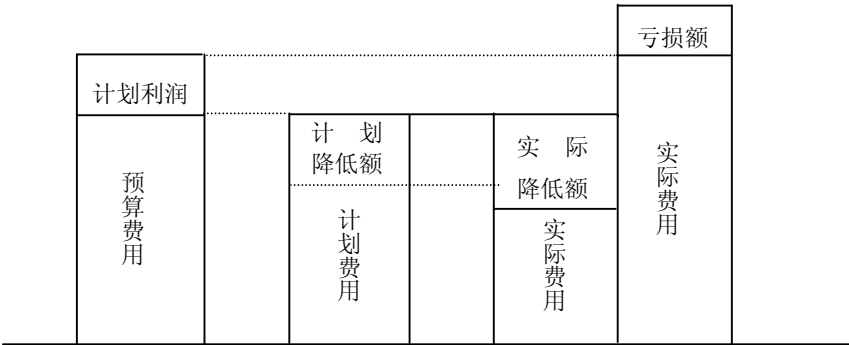 亏损额
计划利润
计 划
降低额
实 际
降低额
预算费用
计划费用
实际费用
实际费用